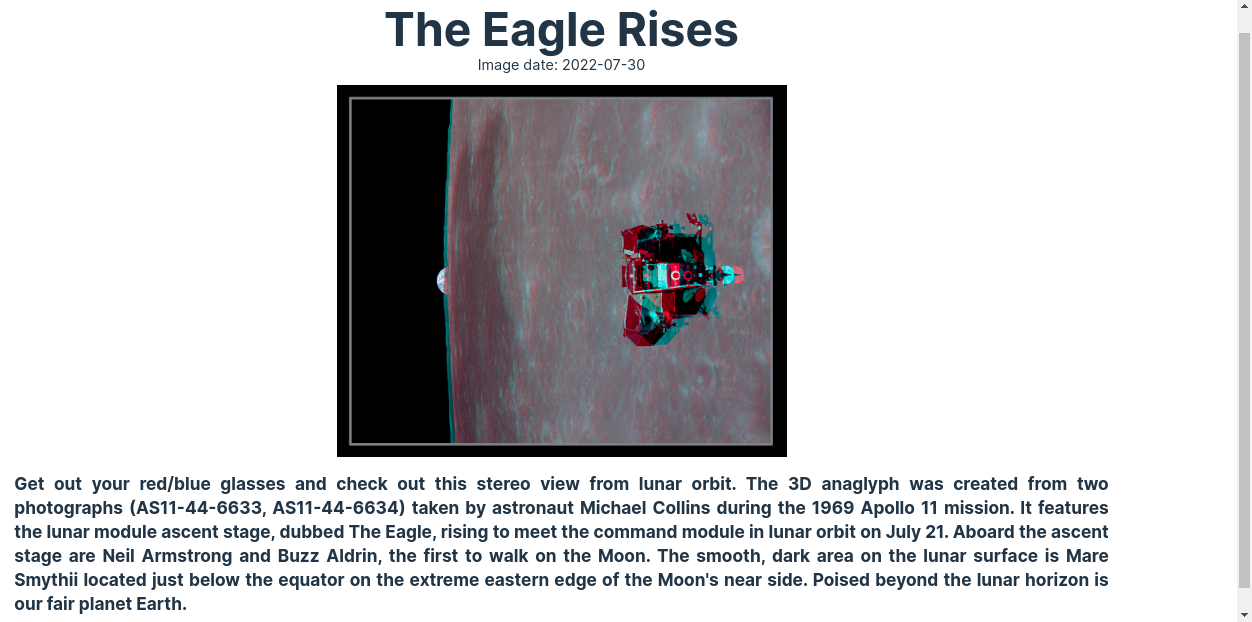 The Eagle Rises
Image date: 2022-07-30
Get out your red/blue glasses and check out this stereo view from lunar orbit. The 3D anaglyph was created from two
photographs (AS11-44-6633, AS11-44-6634) taken by astronaut Michael Collins during the 1969 Apollo 11 mission. It features
the lunar module ascent stage, dubbed The Eagle, rising to meet the command module in lunar orbit on July 21. Aboard the ascent
stage are Neil Armstrong and Buzz Aldrin, the first to walk on the Moon. The smooth, dark area on the lunar surface is Mare
Smythii located just below the equator on the extreme eastern edge of the Moon's near side. Poised beyond the lunar horizon is
our fair planet Earth.